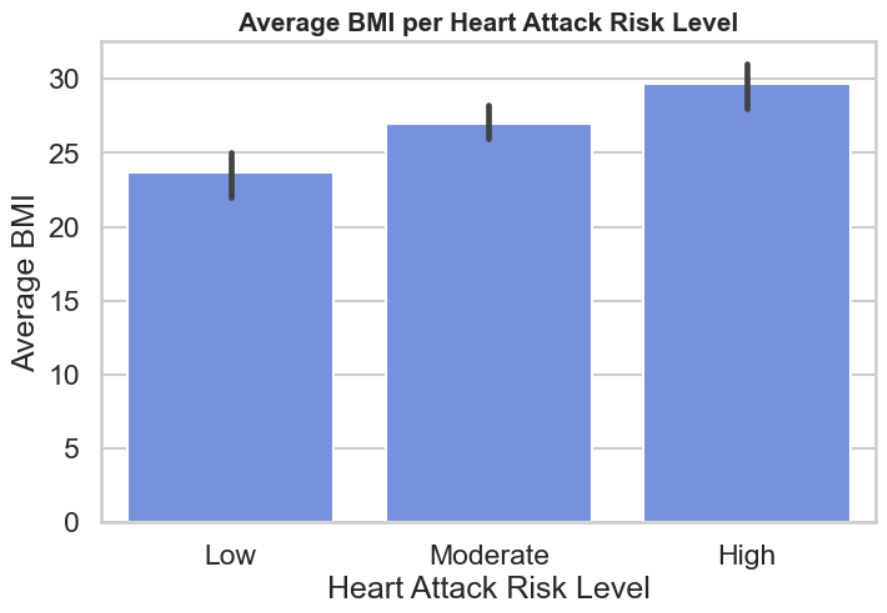 Average BMI per Heart Attack Risk Level
Average BMI
30
25
20
15
10
5
0
Low Moderate High
Heart Attack Risk Level